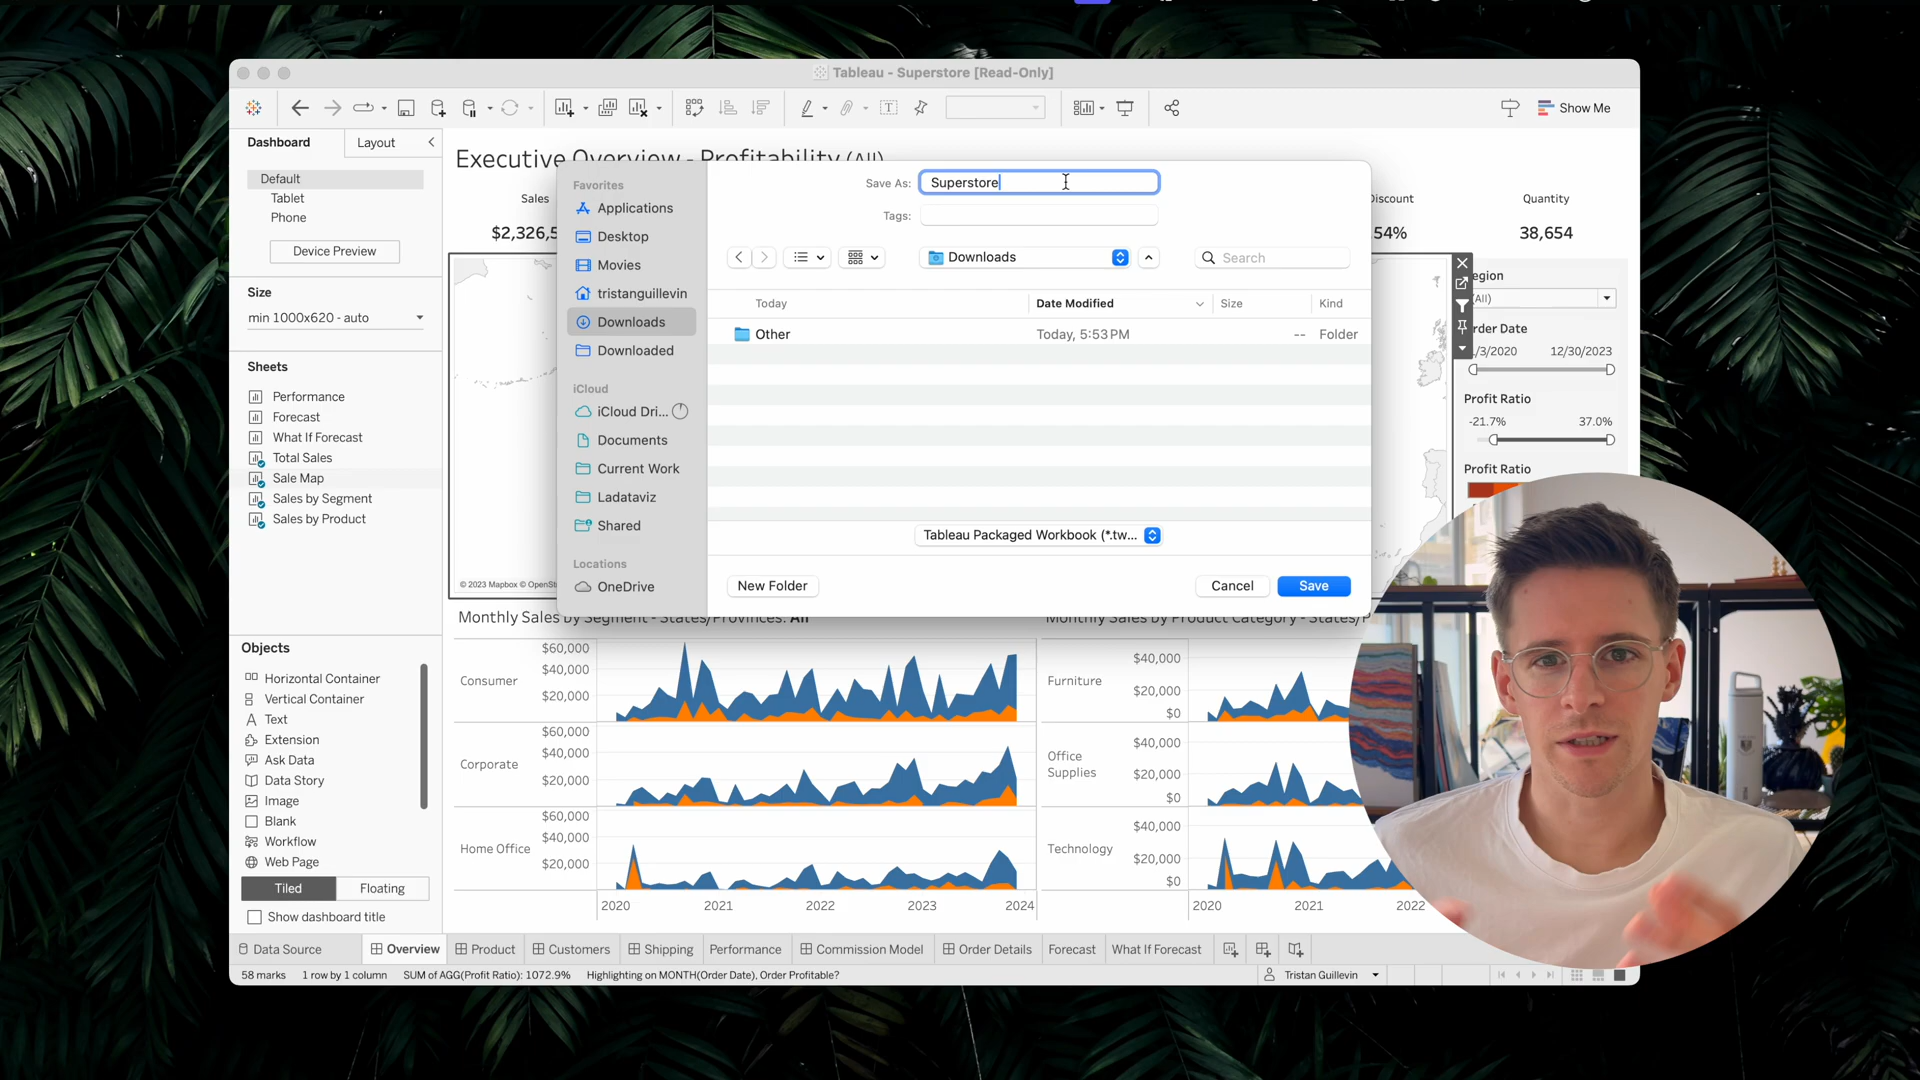 Tableau - Superstore [Read-Only]
Show Me
Dashboard
Layout
Default
Tablet
Phone
Device Preview
Size
min 1000x620 - auto
Sheets
Performance
Forecast
What If Forecast
Total Sales
Sale Map
Sales by Segment
Sales by Product
Objects
Horizontal Container
Vertical Container
Text
Extension
Ask Data
Data Story
Image
Blank
Workflow
Web Page
Tiled
Floating
Show dashboard title
Executive Overview - Profitability (All)
Sales
$2,326,5
Discount
.54%
Quantity
38,654
Favorites
Applications
Desktop
Movies
tristanguillevin
Downloads
Downloaded
iCloud
iCloud Dri...
Documents
Current Work
Ladataviz
Shared
Locations
OneDrive
Save As:
Superstore
Tags:
Downloads
Search
Today
Date Modified
Size
Kind
Other
Today, 5:53 PM
--
Folder
Tableau Packaged Workbook (*.tw...
New Folder
Cancel
Save
Region
(All)
Order Date
1/3/2020
12/30/2023
Profit Ratio
-21.7%
37.0%
Profit Ratio
© 2023 Mapbox © OpenSt
Monthly Sales by Segment - States/Provinces: All
Consumer
$60,000
$40,000
$20,000
Corporate
$60,000
$40,000
$20,000
Home Office
$60,000
$40,000
$20,000
2020
2021
2022
2023
2024
Monthly Sales by Product Category - States/P
Furniture
$40,000
$20,000
$0
Office
Supplies
$40,000
$20,000
$0
Technology
$40,000
$20,000
$0
2020
2021
2022
Data Source
Overview
Product
Customers
Shipping
Performance
Commission Model
Order Details
Forecast
What If Forecast
58 marks
1 row by 1 column
SUM of AGG(Profit Ratio): 1072.9%
Highlighting on MONTH(Order Date), Order Profitable?
Tristan Guillevin